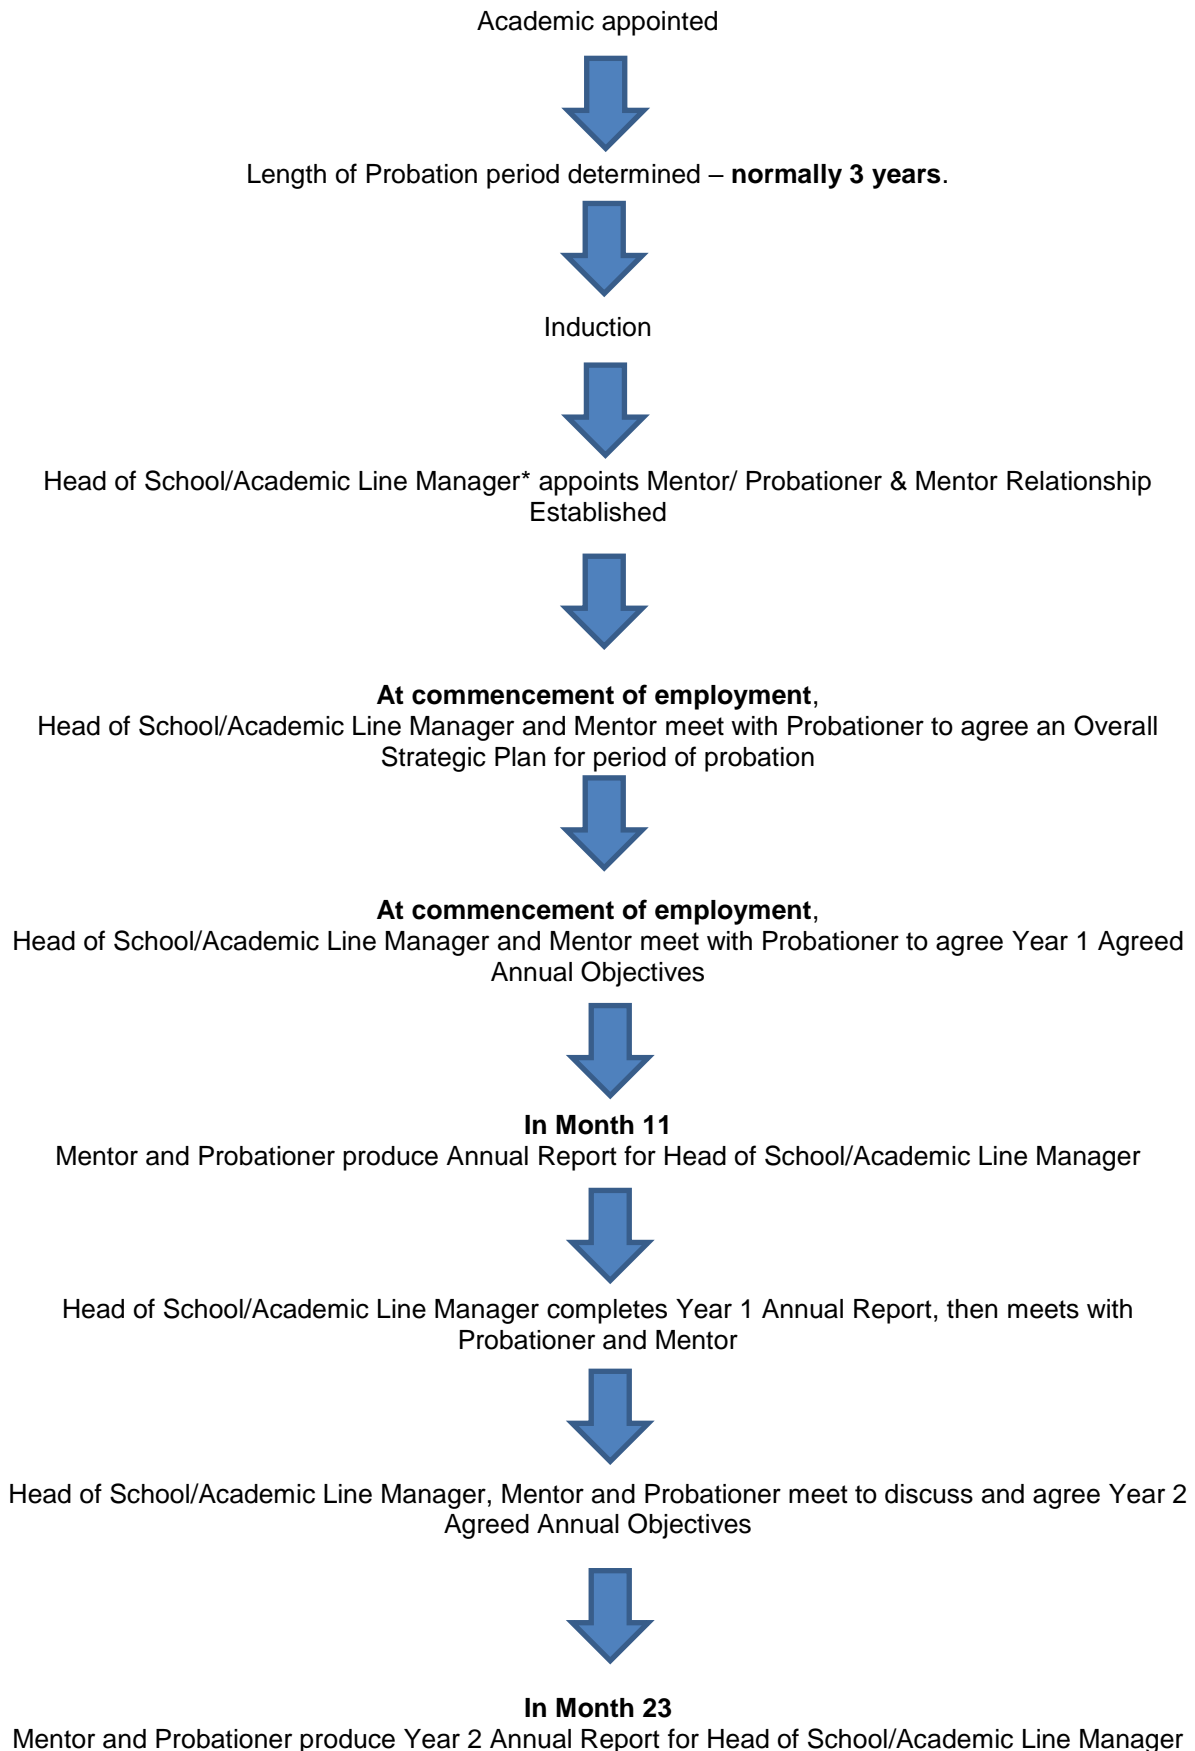 Academic appointed
Length of Probation period determined – normally 3 years.
Induction
Head of School/Academic Line Manager* appoints Mentor/ Probationer & Mentor Relationship
Established
At commencement of employment,
Head of School/Academic Line Manager and Mentor meet with Probationer to agree an Overall
Strategic Plan for period of probation
At commencement of employment,
Head of School/Academic Line Manager and Mentor meet with Probationer to agree Year 1 Agreed
Annual Objectives
In Month 11
Mentor and Probationer produce Annual Report for Head of School/Academic Line Manager
Head of School/Academic Line Manager completes Year 1 Annual Report, then meets with
Probationer and Mentor
Head of School/Academic Line Manager, Mentor and Probationer meet to discuss and agree Year 2
Agreed Annual Objectives
In Month 23
Mentor and Probationer produce Year 2 Annual Report for Head of School/Academic Line Manager